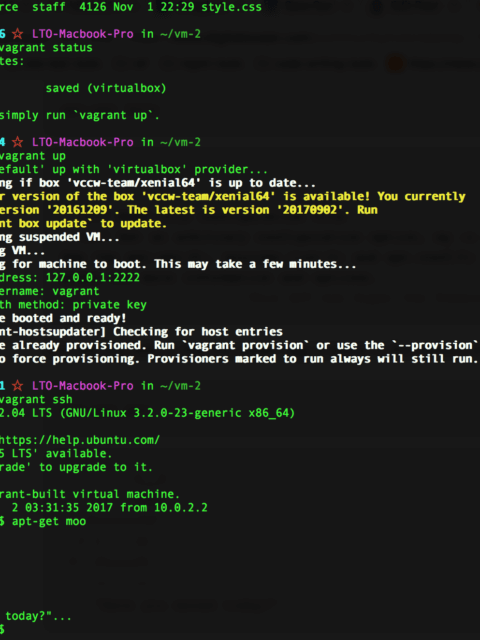 rce  staff  4126 Nov  1 22:29 style.css
6 ☆ LTO-Macbook-Pro in ~/vm-2
vagrant status
tes:
saved (virtualbox)
simply run `vagrant up`.
4 ☆ LTO-Macbook-Pro in ~/vm-2
vagrant up
efault' up with 'virtualbox' provider...
ng if box 'vccw-team/xenial64' is up to date...
r version of the box 'vccw-team/xenial64' is available! You currently
ersion '20161209'. The latest is version '20170902'. Run
nt box update` to update.
ng suspended VM...
g VM...
g for machine to boot. This may take a few minutes...
dress: 127.0.0.1:2222
ername: vagrant
th method: private key
e booted and ready!
nt-hostsupdater] Checking for host entries
e already provisioned. Run `vagrant provision` or use the `--provision`
o force provisioning. Provisioners marked to run always will still run.
1 ☆ LTO-Macbook-Pro in ~/vm-2
vagrant ssh
2.04 LTS (GNU/Linux 3.2.0-23-generic x86_64)
https://help.ubuntu.com/
5 LTS' available.
rade' to upgrade to it.
rant-built virtual machine.
2 03:31:35 2017 from 10.0.2.2
$ apt-get moo
today?"...
$